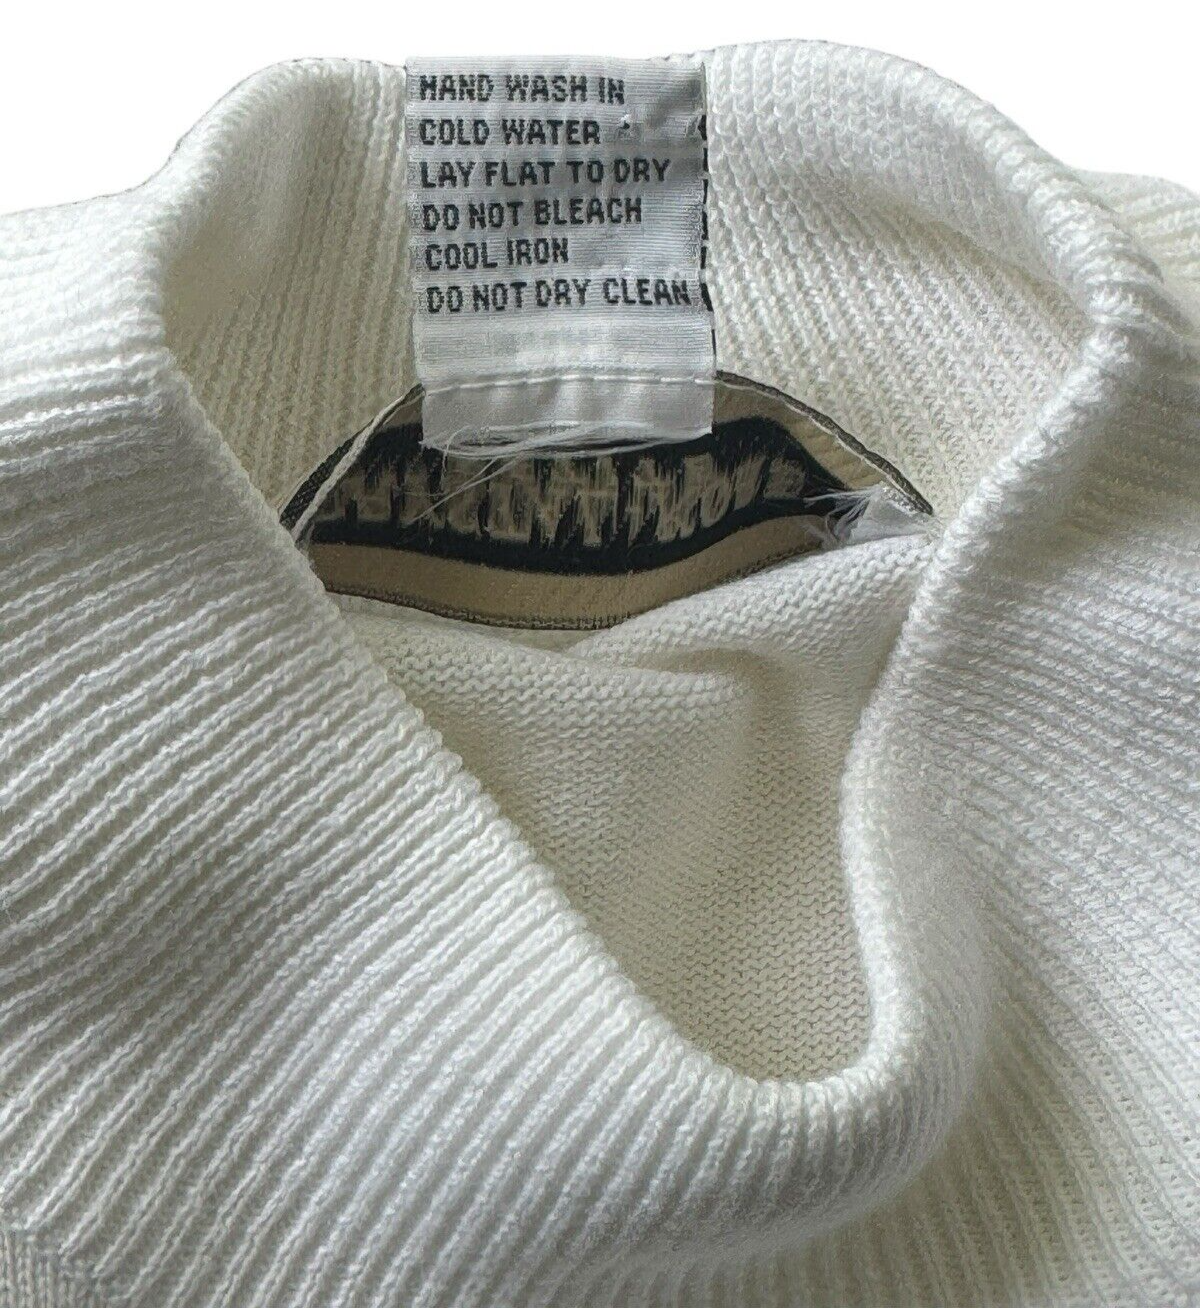 HAND WASH IN
COLD WATER
LAY FLAT TO DRY
DO NOT BLEACH
COOL IRON
DO NOT DRY CLEAN